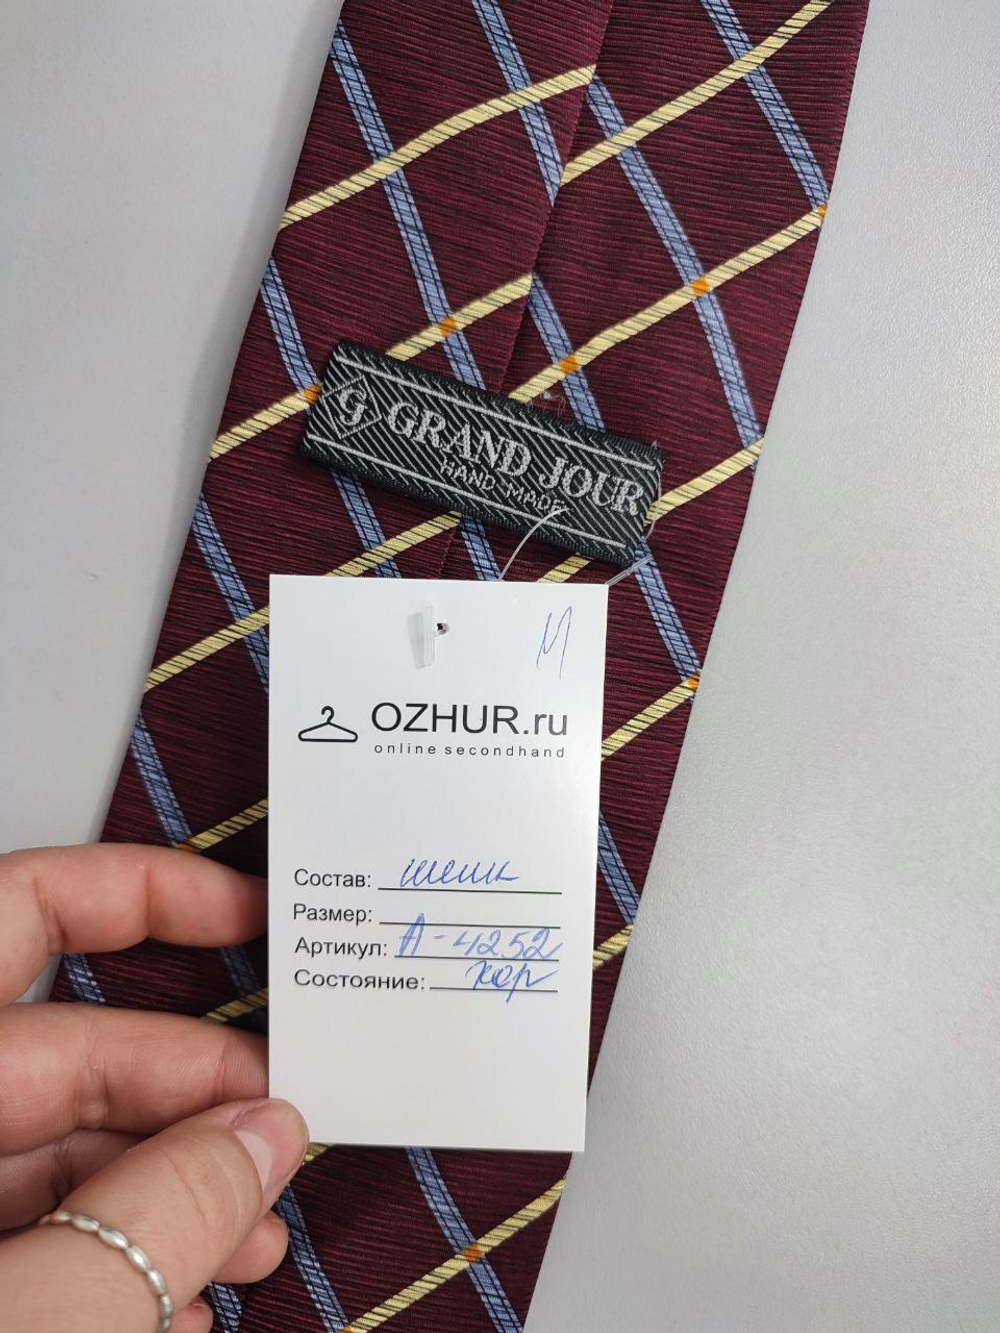 G GRAND JOUR
HAND MADE
М
OZHUR.ru
online secondhand
Состав: шелк
Размер:
Артикул: А-4252
Состояние: хор